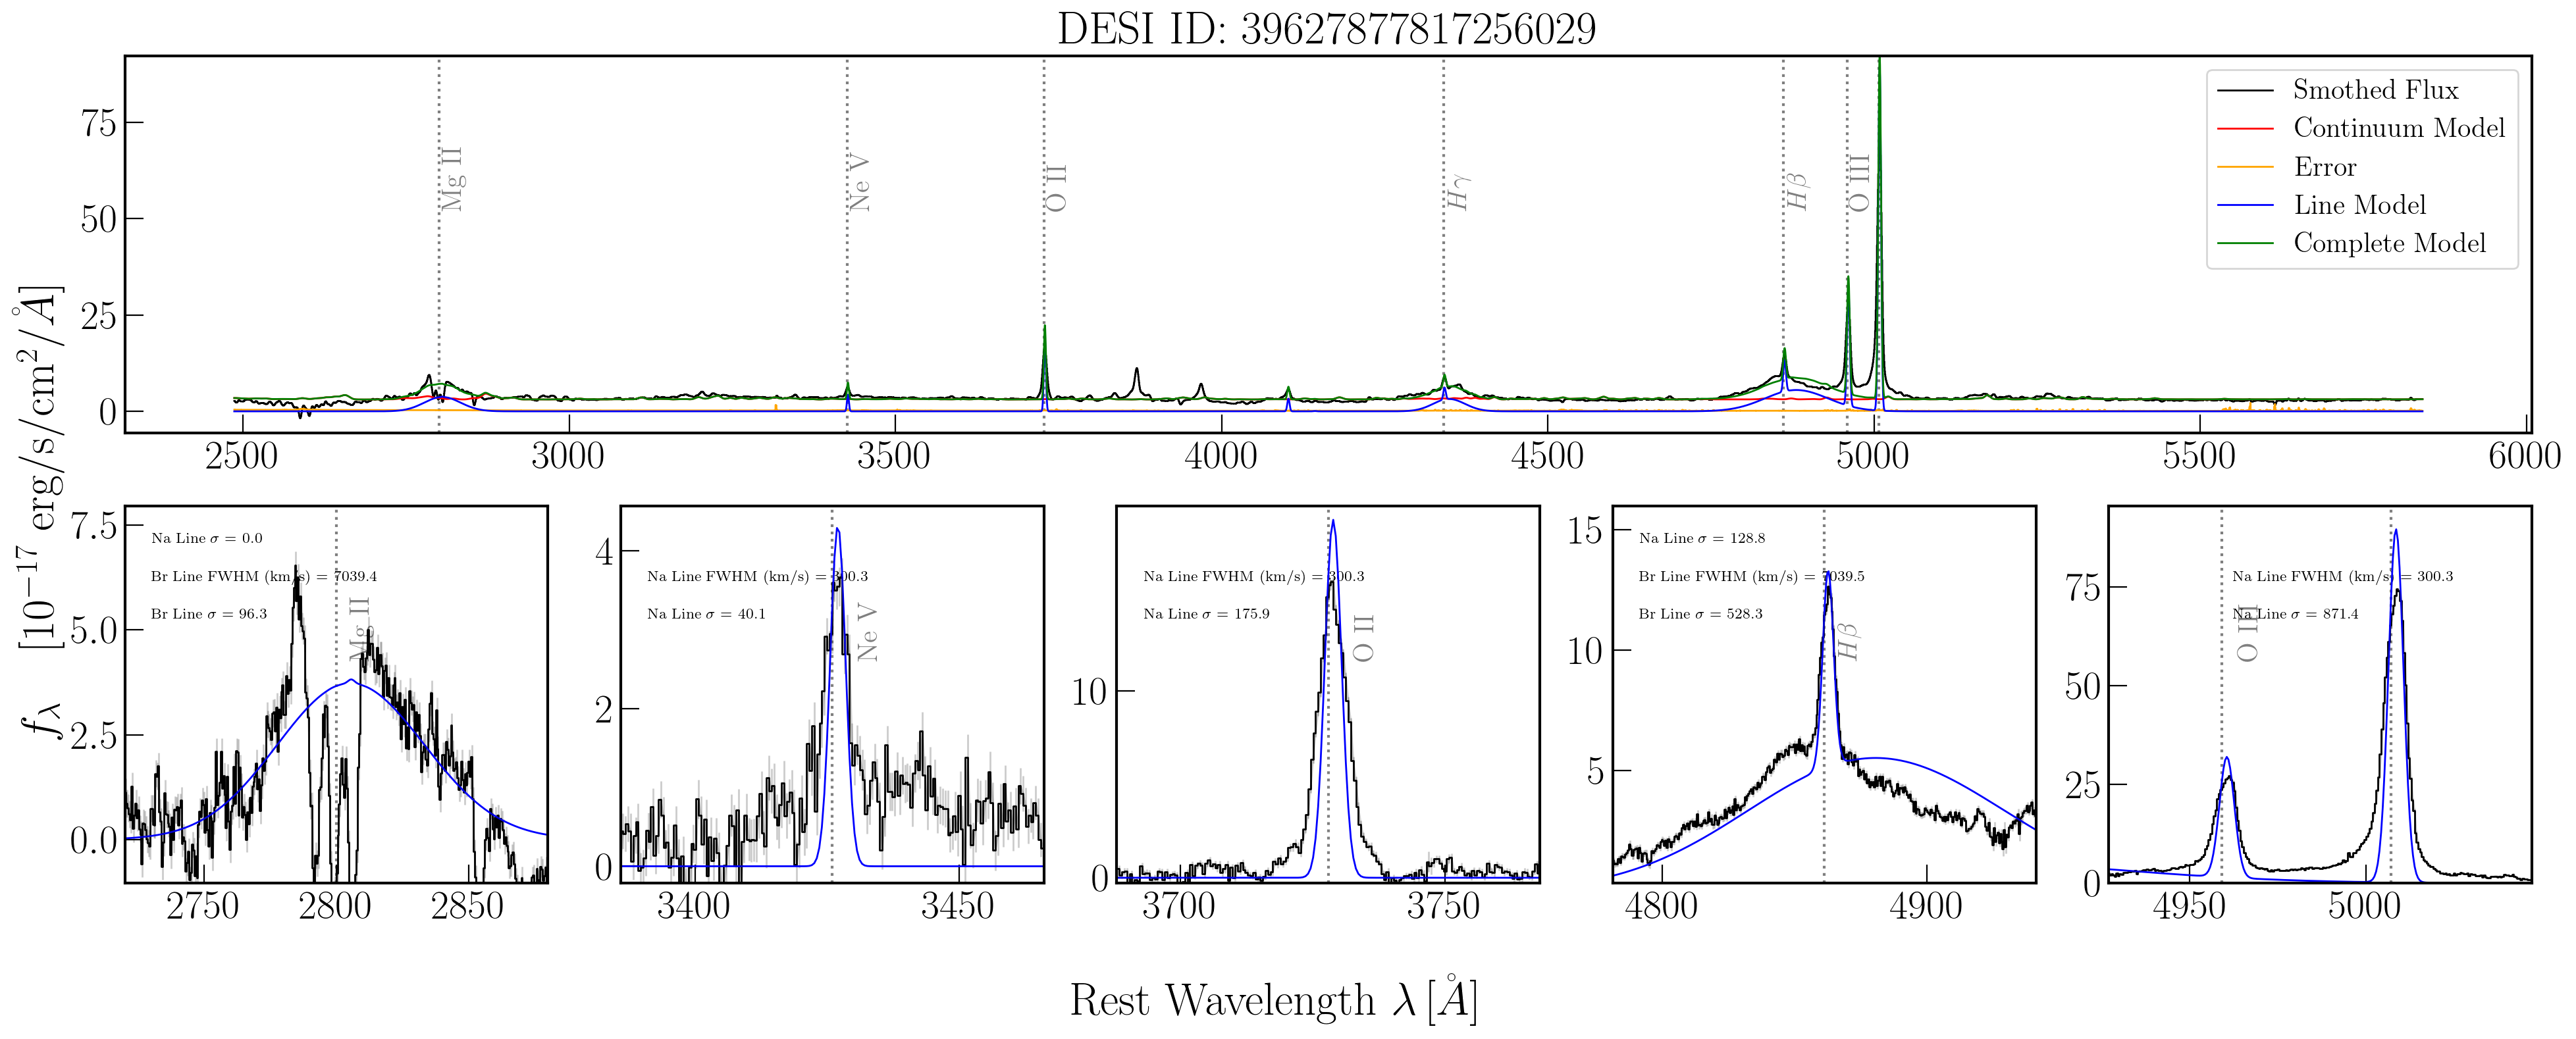 DESI ID: 39627877817256029
Smothed Flux
Continuum Model
Error
Line Model
Complete Model
75
50
25
0
Mg II
Ne V
O II
Hγ
Hβ
O III
2500 3000 3500 4000 4500 5000 5500 6000
f_λ [10^{-17} erg/s/cm^2/Å]
7.5
5.0
2.5
0.0
Na Line σ = 0.0
Br Line FWHM (km/s) = 7039.4
Br Line σ = 96.3
Mg II
2750 2800 2850
4
2
0
Na Line FWHM (km/s) = 300.3
Na Line σ = 40.1
Ne V
3400 3450
10
0
Na Line FWHM (km/s) = 300.3
Na Line σ = 175.9
O II
3700 3750
15
10
5
Na Line σ = 128.8
Br Line FWHM (km/s) = 7039.5
Br Line σ = 528.3
Hβ
4800 4900
75
50
25
0
Na Line FWHM (km/s) = 300.3
Na Line σ = 871.4
O III
4950 5000
Rest Wavelength λ [Å]